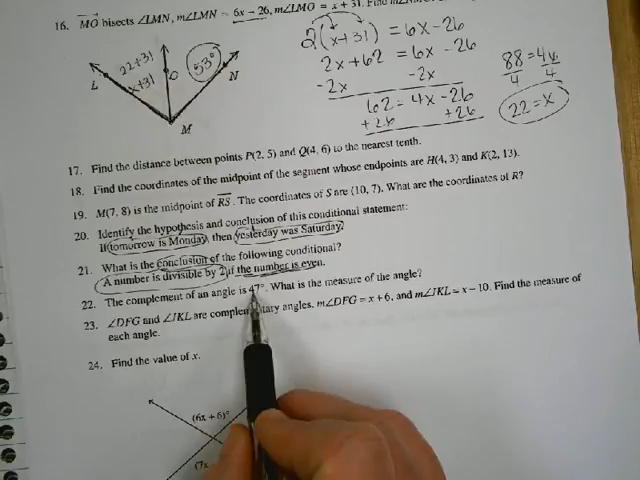 16. MO bisects ∠LMN, m∠LMN = 6x − 26, m∠LMO = x + 31. Find
2(x+31) = 6x - 26
2x + 62 = 6x - 26
-2x -2x
62 = 4x - 26
+26 +26
88 = 4x
4 4
22 = x
22+31
x+31
53°
L
O
N
M
17. Find the distance between points P(2, 5) and Q(4, 6) to the nearest tenth.
18. Find the coordinates of the midpoint of the segment whose endpoints are H(4, 3) and K(2, 13).
19. M(7, 8) is the midpoint of RS. The coordinates of S are (10, 7). What are the coordinates of R?
20. Identify the hypothesis and conclusion of this conditional statement:
If tomorrow is Monday, then yesterday was Saturday.
21. What is the conclusion of the following conditional?
A number is divisible by 2 if the number is even.
22. The complement of an angle is 47°. What is the measure of the angle?
23. ∠DFG and ∠JKL are complementary angles. m∠DFG = x + 6, and m∠JKL = x − 10. Find the measure of
each angle.
24. Find the value of x.
(6x + 6)°
(7x